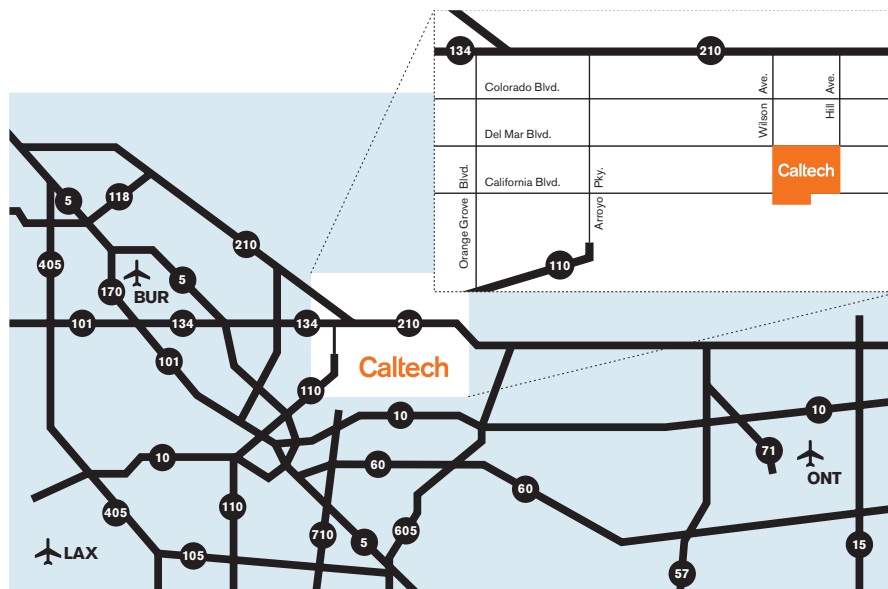 134
210
Colorado Blvd.
Wilson Ave.
Hill Ave.
Del Mar Blvd.
California Blvd.
Caltech
Orange Grove Blvd.
Arroyo Pky.
110
5
118
210
405
170
BUR
5
101
134
134
210
101
Caltech
110
10
10
10
60
71
ONT
60
405
110
710
5
605
15
LAX
105
57